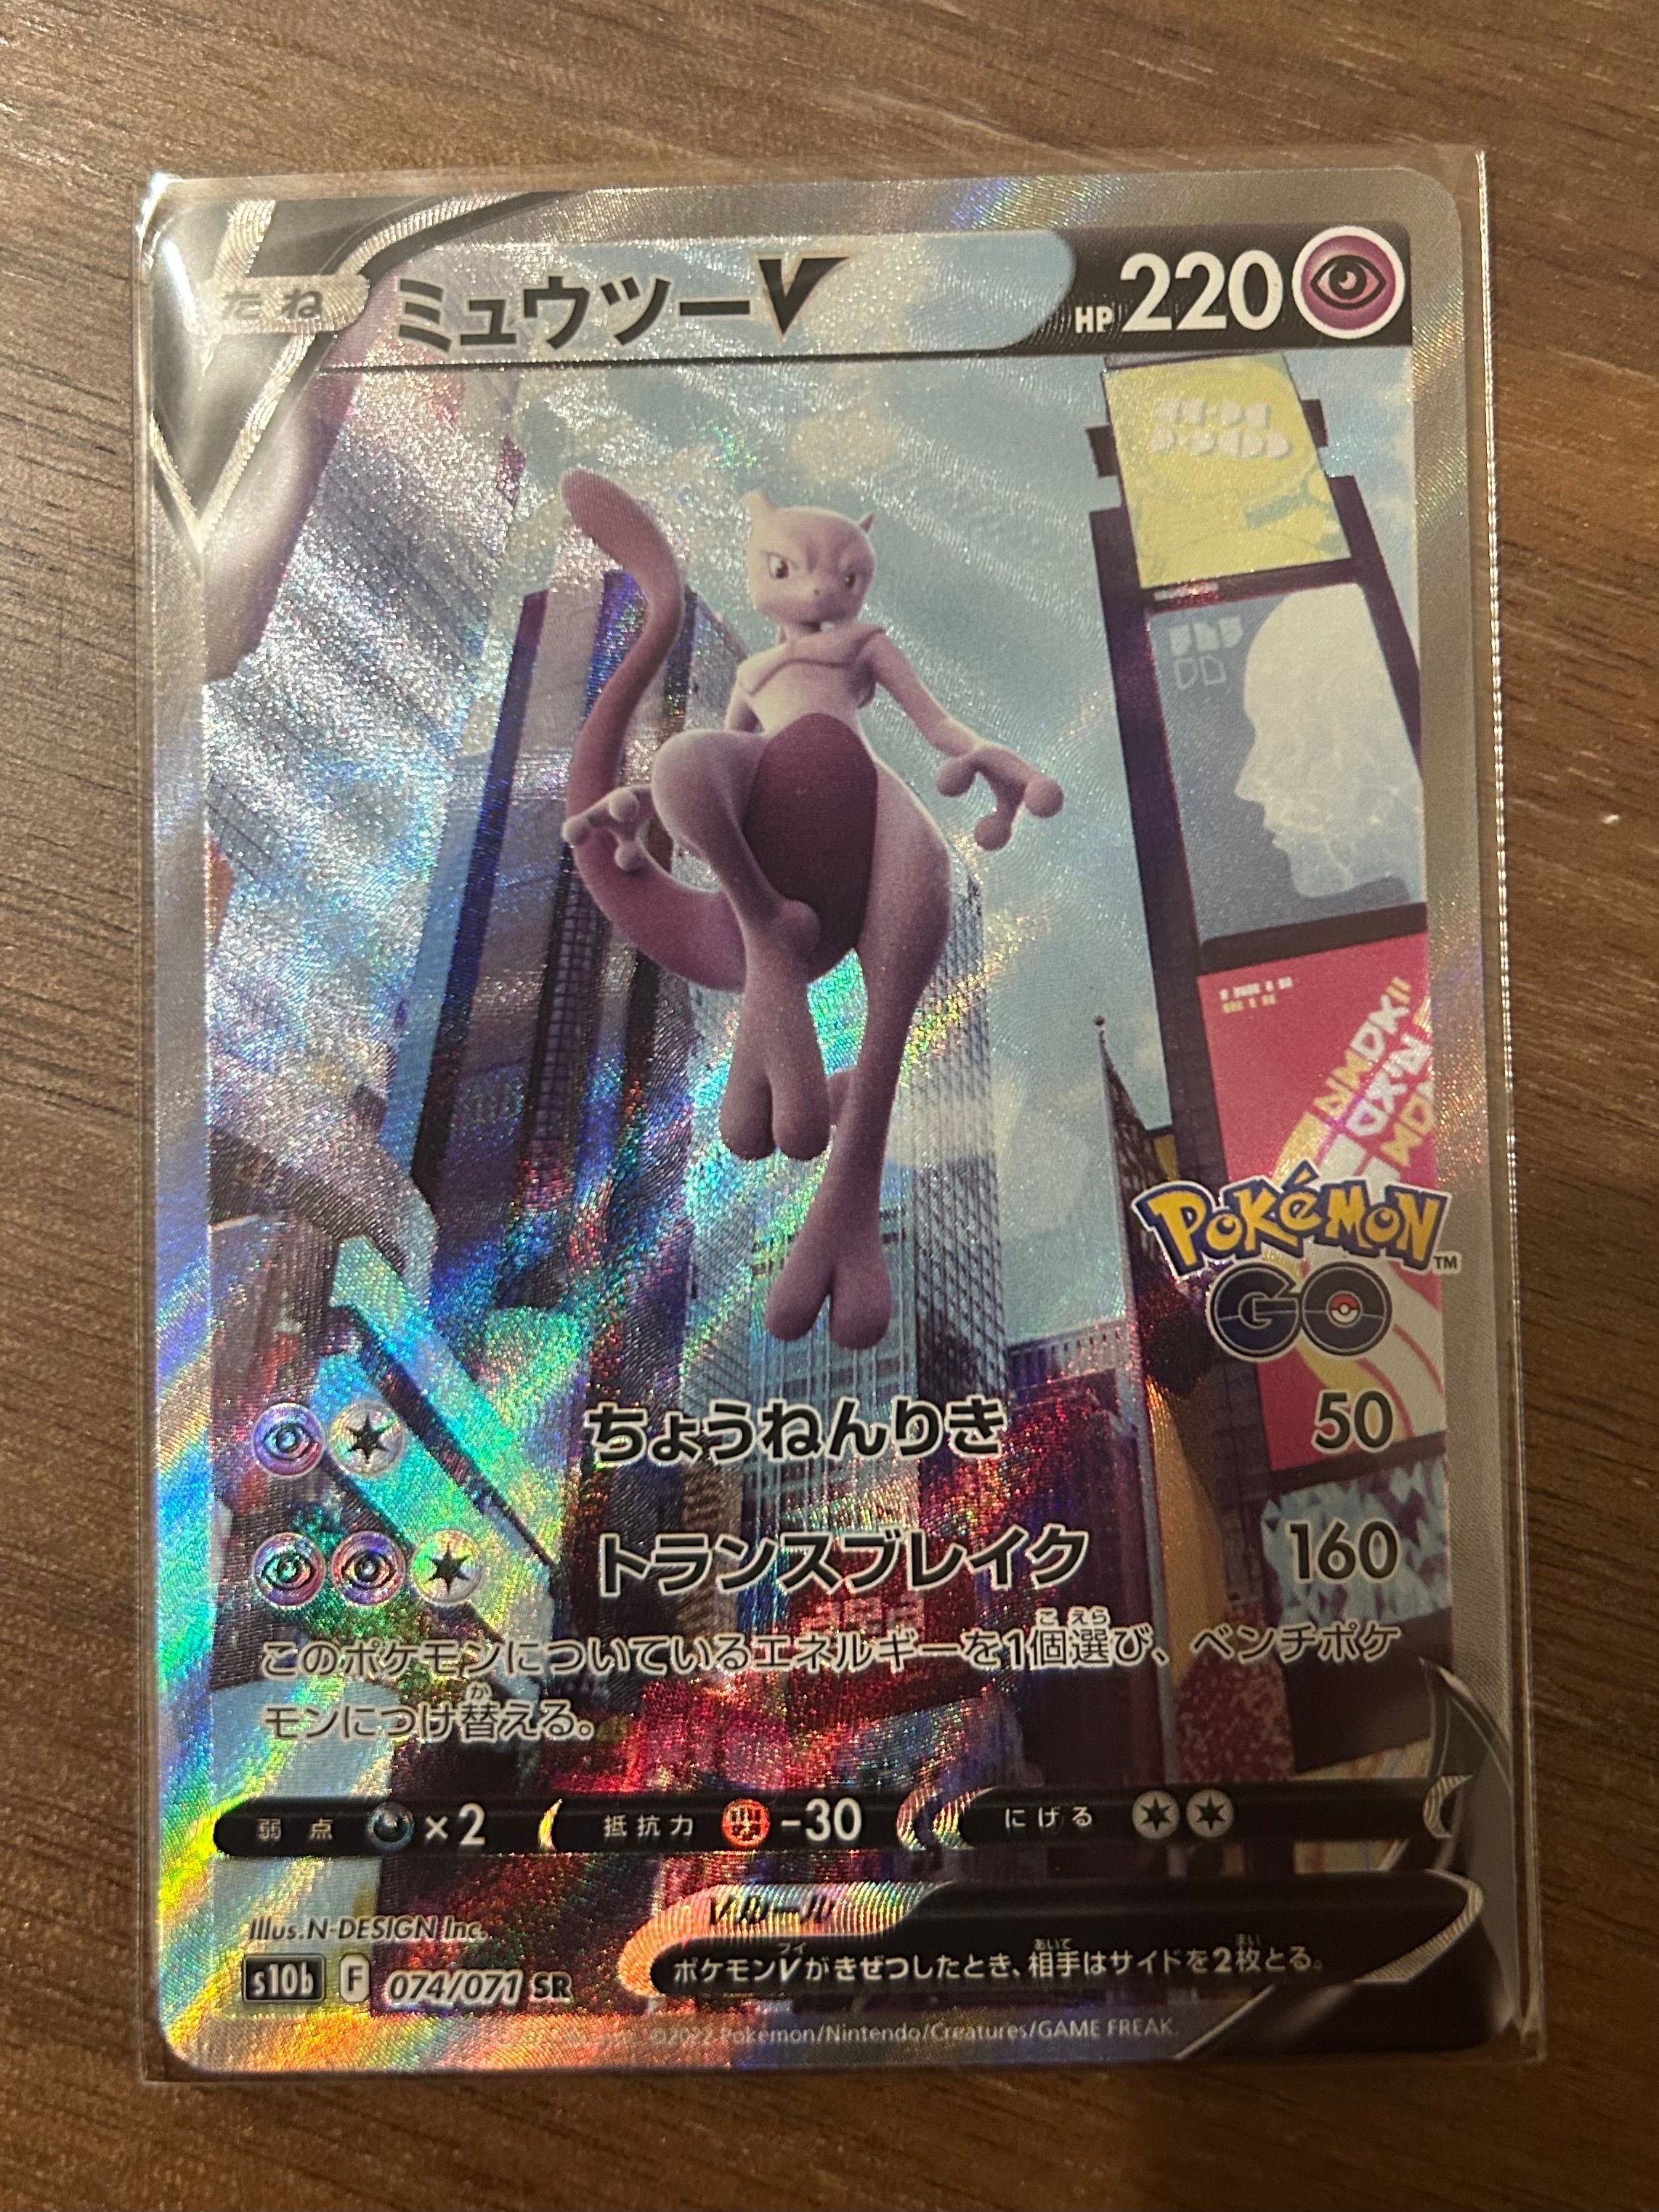 たね ミュウツーV HP 220
Pokémon™
GO
ちょうねんりき 50
トランスブレイク 160
このポケモンについているエネルギーを1個選び、ベンチポケ
モンにつけ替える。
弱点 ×2 抵抗力 -30 にげる
Illus. N-DESIGN Inc.
Vルール
ポケモンVがきぜつしたとき、相手はサイドを2枚とる。
s10b F 074/071 SR
©2022 Pokémon/Nintendo/Creatures/GAME FREAK.